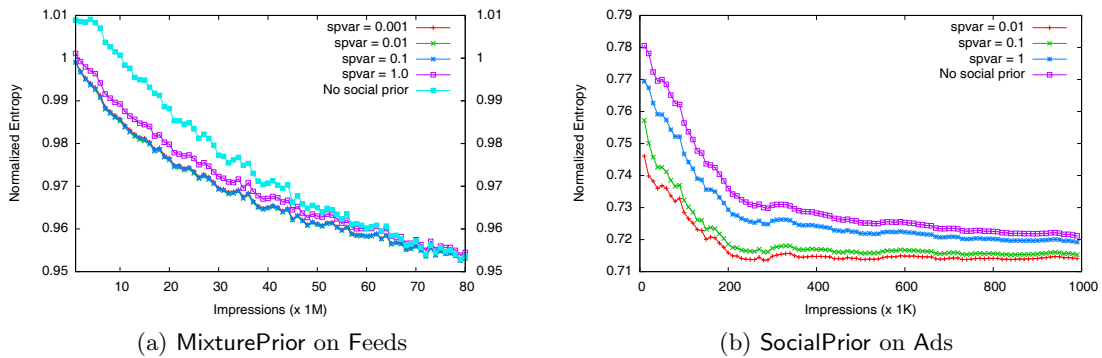 1.01
1
0.99
0.98
0.97
0.96
0.95
Normalized Entropy
10 20 30 40 50 60 70 80
Impressions (x 1M)
1.01
1
0.99
0.98
0.97
0.96
0.95
spvar = 0.001
spvar = 0.01
spvar = 0.1
spvar = 1.0
No social prior
(a) MixturePrior on Feeds
0.79
0.78
0.77
0.76
0.75
0.74
0.73
0.72
0.71
Normalized Entropy
0 200 400 600 800 1000
Impressions (x 1K)
spvar = 0.01
spvar = 0.1
spvar = 1
No social prior
(b) SocialPrior on Ads